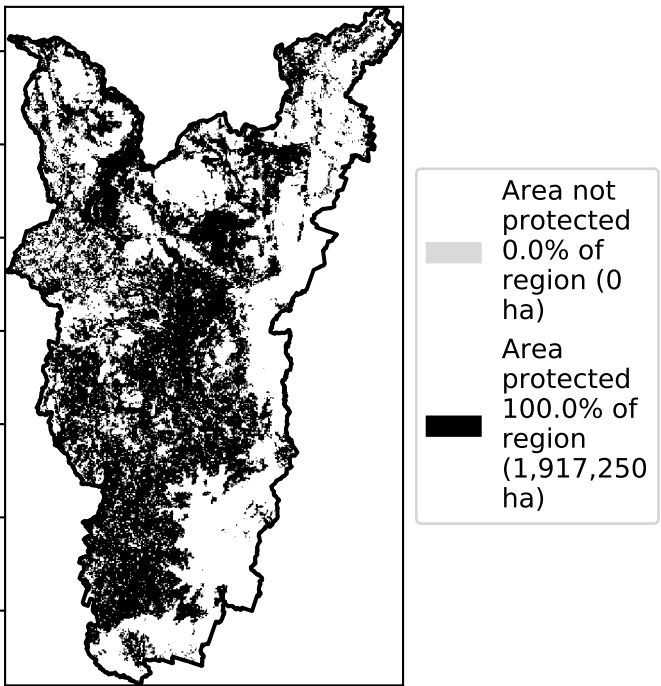 Area not
protected
0.0% of
region (0
ha)
Area
protected
100.0% of
region
(1,917,250
ha)